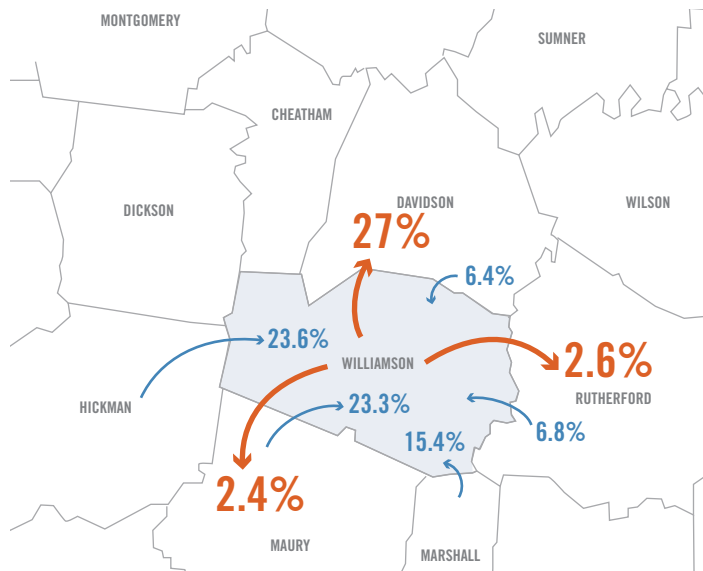 MONTGOMERY
SUMNER
CHEATHAM
DICKSON
DAVIDSON
WILSON
27%
6.4%
23.6%
WILLIAMSON
2.6%
HICKMAN
23.3%
RUTHERFORD
15.4%
6.8%
2.4%
MAURY
MARSHALL